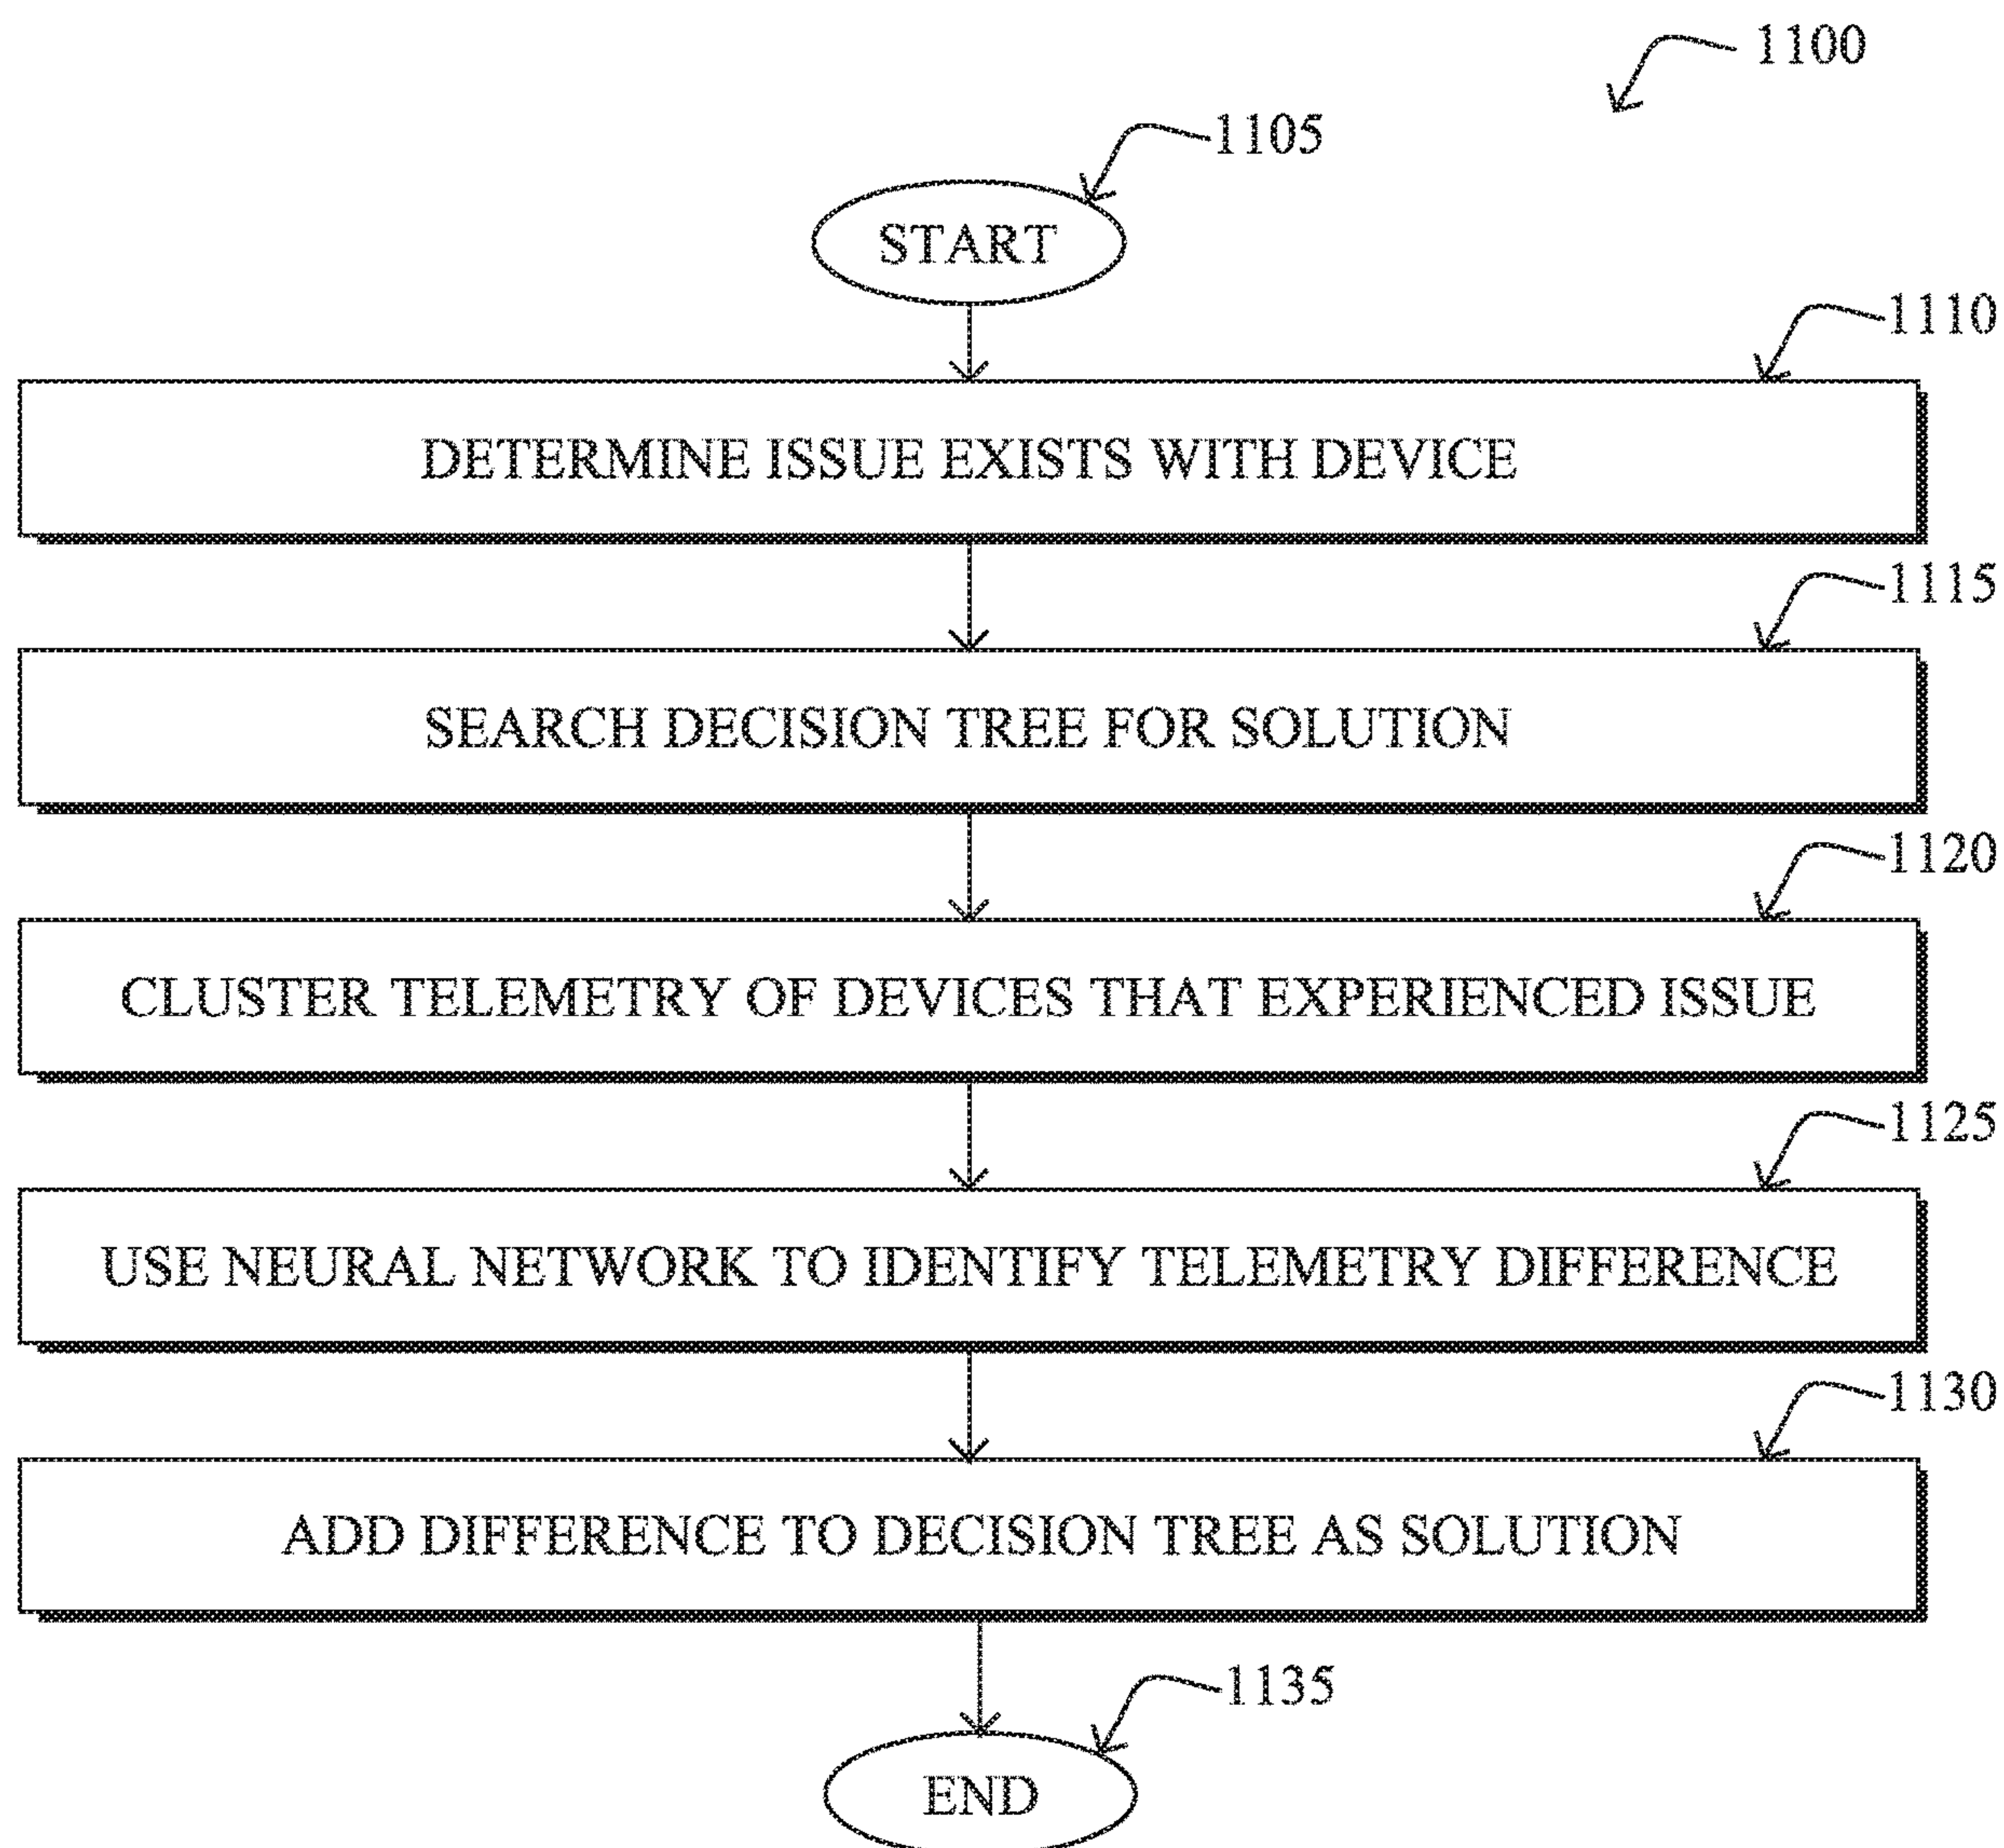 1100
1105
START
1110
DETERMINE ISSUE EXISTS WITH DEVICE
1115
SEARCH DECISION TREE FOR SOLUTION
1120
CLUSTER TELEMETRY OF DEVICES THAT EXPERIENCED ISSUE
1125
USE NEURAL NETWORK TO IDENTIFY TELEMETRY DIFFERENCE
1130
ADD DIFFERENCE TO DECISION TREE AS SOLUTION
1135
END